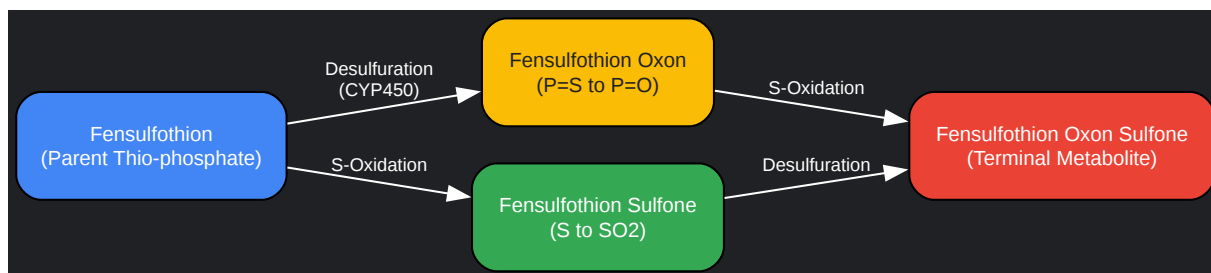 Fensulfothion
(Parent Thio-phosphate)
Desulfuration
(CYP450)
S-Oxidation
Fensulfothion Oxon
(P=S to P=O)
Fensulfothion Sulfone
(S to SO2)
S-Oxidation
Desulfuration
Fensulfothion Oxon Sulfone
(Terminal Metabolite)